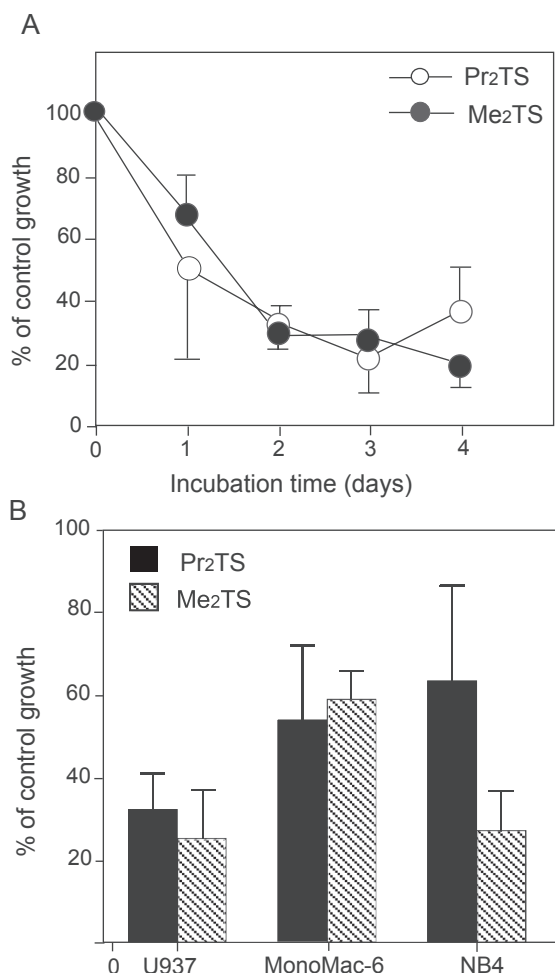 A
Pr₂TS
Me₂TS
100
80
60
40
20
0
% of control growth
0 1 2 3 4
Incubation time (days)
B
100
80
60
40
20
% of control growth
Pr₂TS
Me₂TS
0 U937 MonoMac-6 NB4